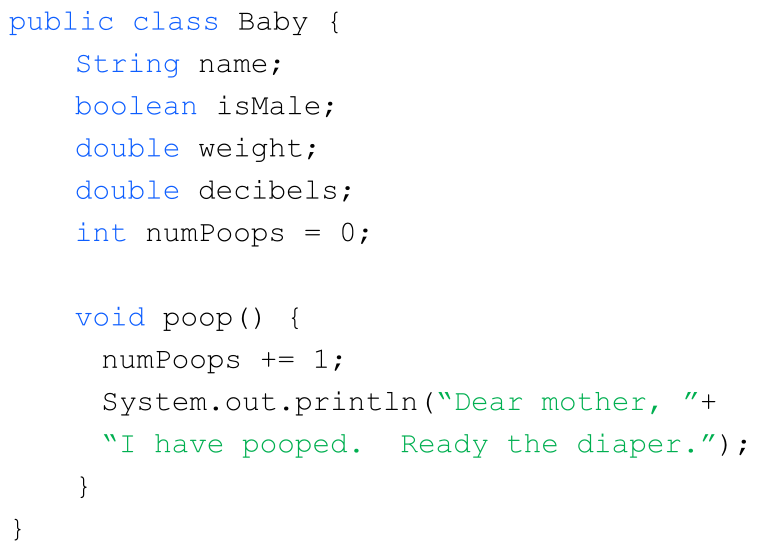 public class Baby {
    String name;
    boolean isMale;
    double weight;
    double decibels;
    int numPoops = 0;

    void poop() {
      numPoops += 1;
      System.out.println(“Dear mother, ”+
      “I have pooped.  Ready the diaper.”);
    }
}